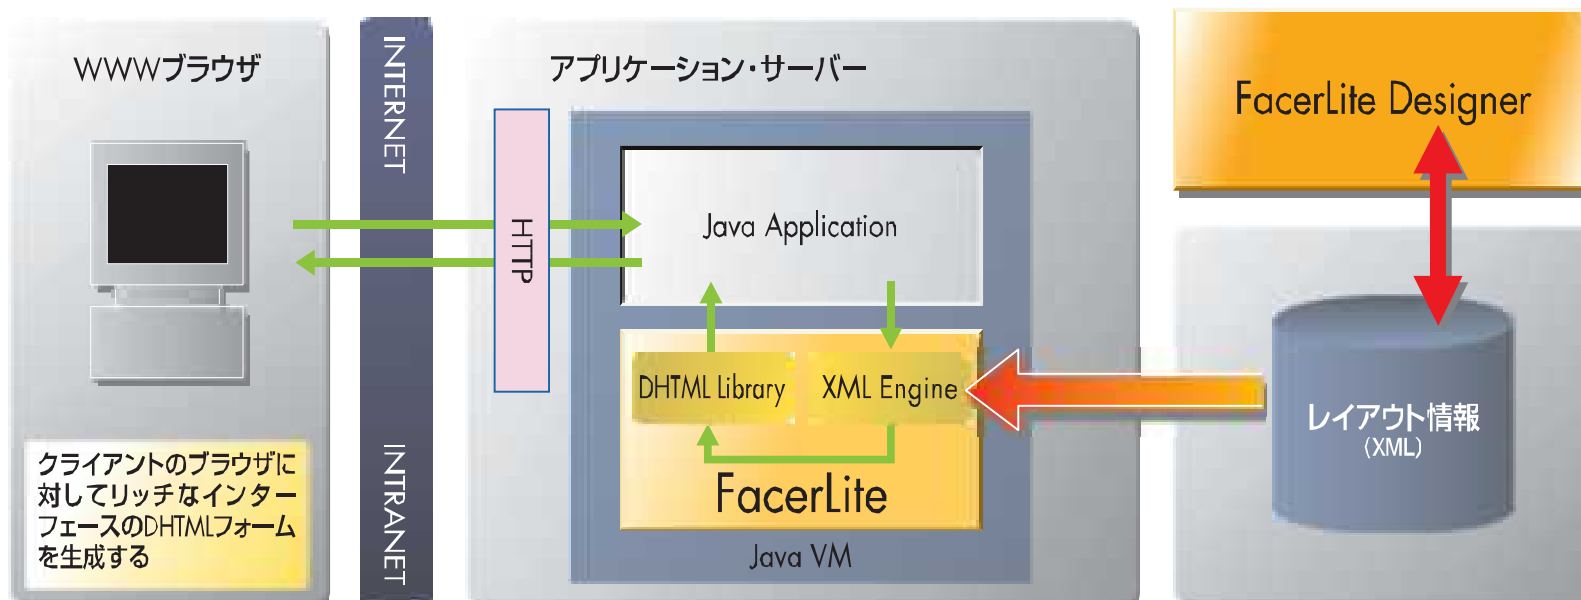 WWWブラウザ
クライアントのブラウザに
対してリッチなインター
フェースのDHTMLフォーム
を生成する
INTERNET
INTRANET
アプリケーション・サーバー
HTTP
Java Application
DHTML Library
XML Engine
FacerLite
Java VM
FacerLite Designer
レイアウト情報
(XML)